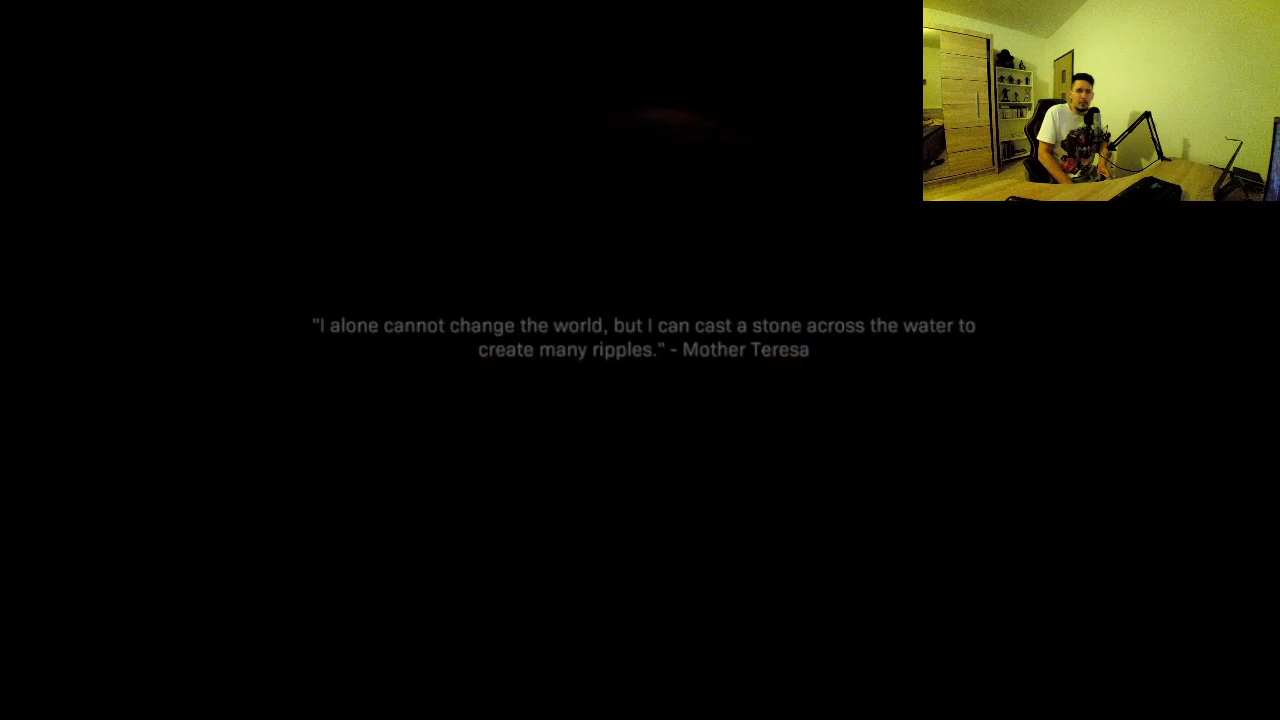 "I alone cannot change the world, but I can cast a stone across the water to
create many ripples." - Mother Teresa